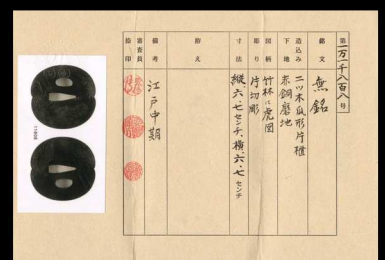 第一万一千八百八号
銘文
無銘
造込み
二ツ木瓜形片櫃
下地
赤銅磨地
図柄
竹林に虎図
彫り
片切彫
寸法
縦六・七センチ、横六・七センチ
附え
備考
江戸中期
審査員
捺印